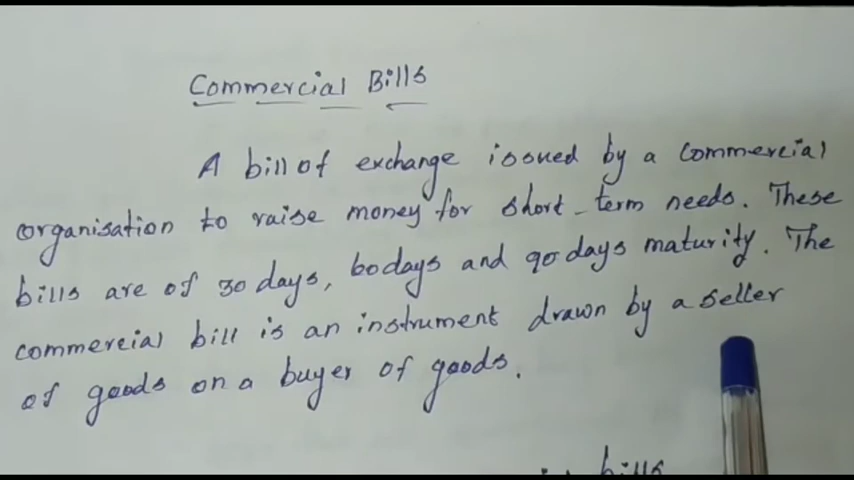 Commercial Bills
A bill of exchange issued by a commercial
organisation to raise money for short-term needs. These
bills are of 30 days, 60 days and 90 days maturity. The
commercial bill is an instrument drawn by a seller
of goods on a buyer of goods.
bills